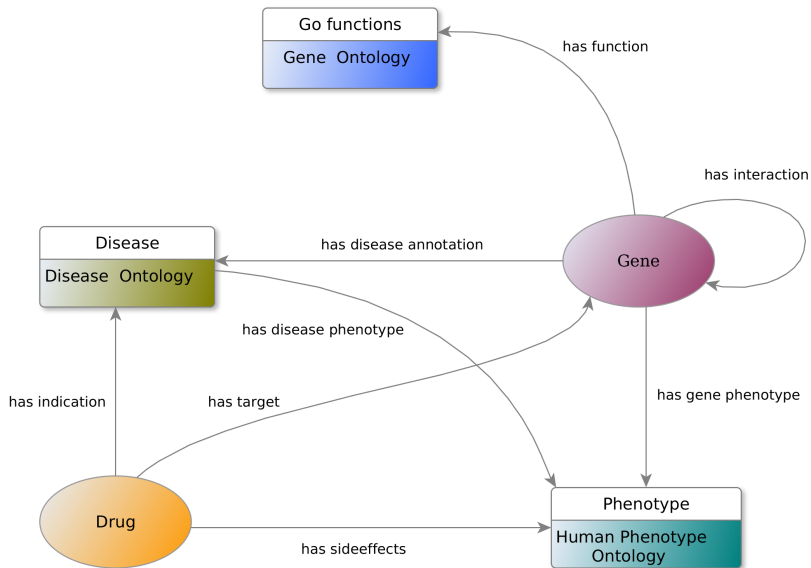 Go functions
Gene Ontology
has function
has interaction
Disease
Disease Ontology
has disease annotation
Gene
has disease phenotype
has indication
has target
has gene phenotype
Drug
has sideeffects
Phenotype
Human Phenotype
Ontology